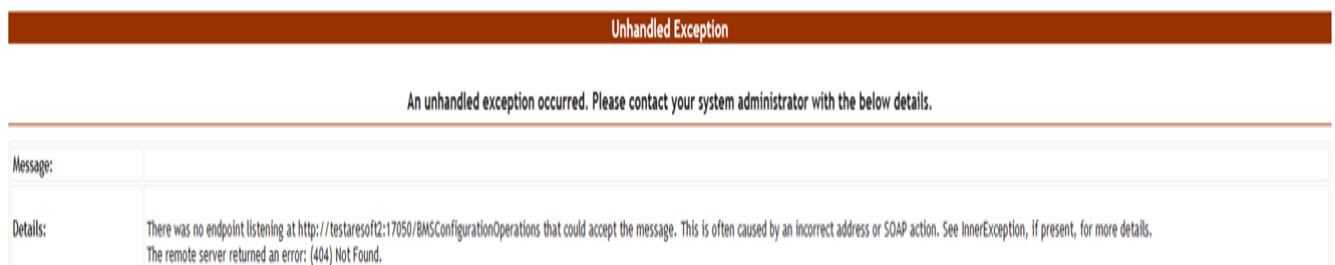 Unhandled Exception
An unhandled exception occurred. Please contact your system administrator with the below details.
Message:
Details:
There was no endpoint listening at http://testaresoft2:17050/BMSConfigurationOperations that could accept the message. This is often caused by an incorrect address or SOAP action. See InnerException, if present, for more details.
The remote server returned an error: (404) Not Found.